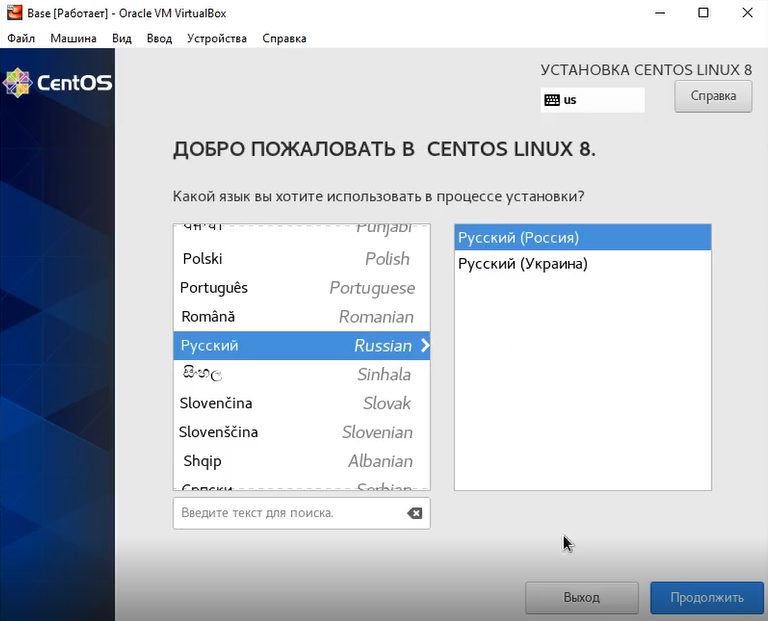 Base [Работает] - Oracle VM VirtualBox
Файл Машина Вид Ввод Устройства Справка
CentOS
УСТАНОВКА CENTOS LINUX 8
us
Справка
ДОБРО ПОЖАЛОВАТЬ В CENTOS LINUX 8.
Какой язык вы хотите использовать в процессе установки?
Punjabi
Polski Polish
Português Portuguese
Română Romanian
Русский Russian
සිංහල Sinhala
Slovenčina Slovak
Slovenščina Slovenian
Shqip Albanian
Српски Serbian
Введите текст для поиска.
Русский (Россия)
Русский (Украина)
Выход
Продолжить